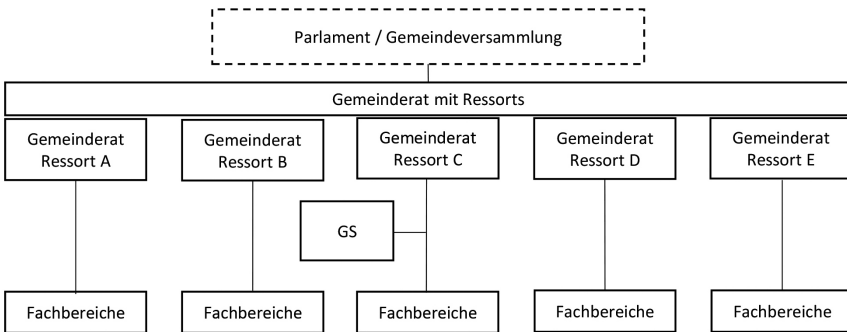 Parlament / Gemeindeversammlung
Gemeinderat mit Ressorts
Gemeinderat
Ressort A
Gemeinderat
Ressort B
Gemeinderat
Ressort C
Gemeinderat
Ressort D
Gemeinderat
Ressort E
GS
Fachbereiche
Fachbereiche
Fachbereiche
Fachbereiche
Fachbereiche